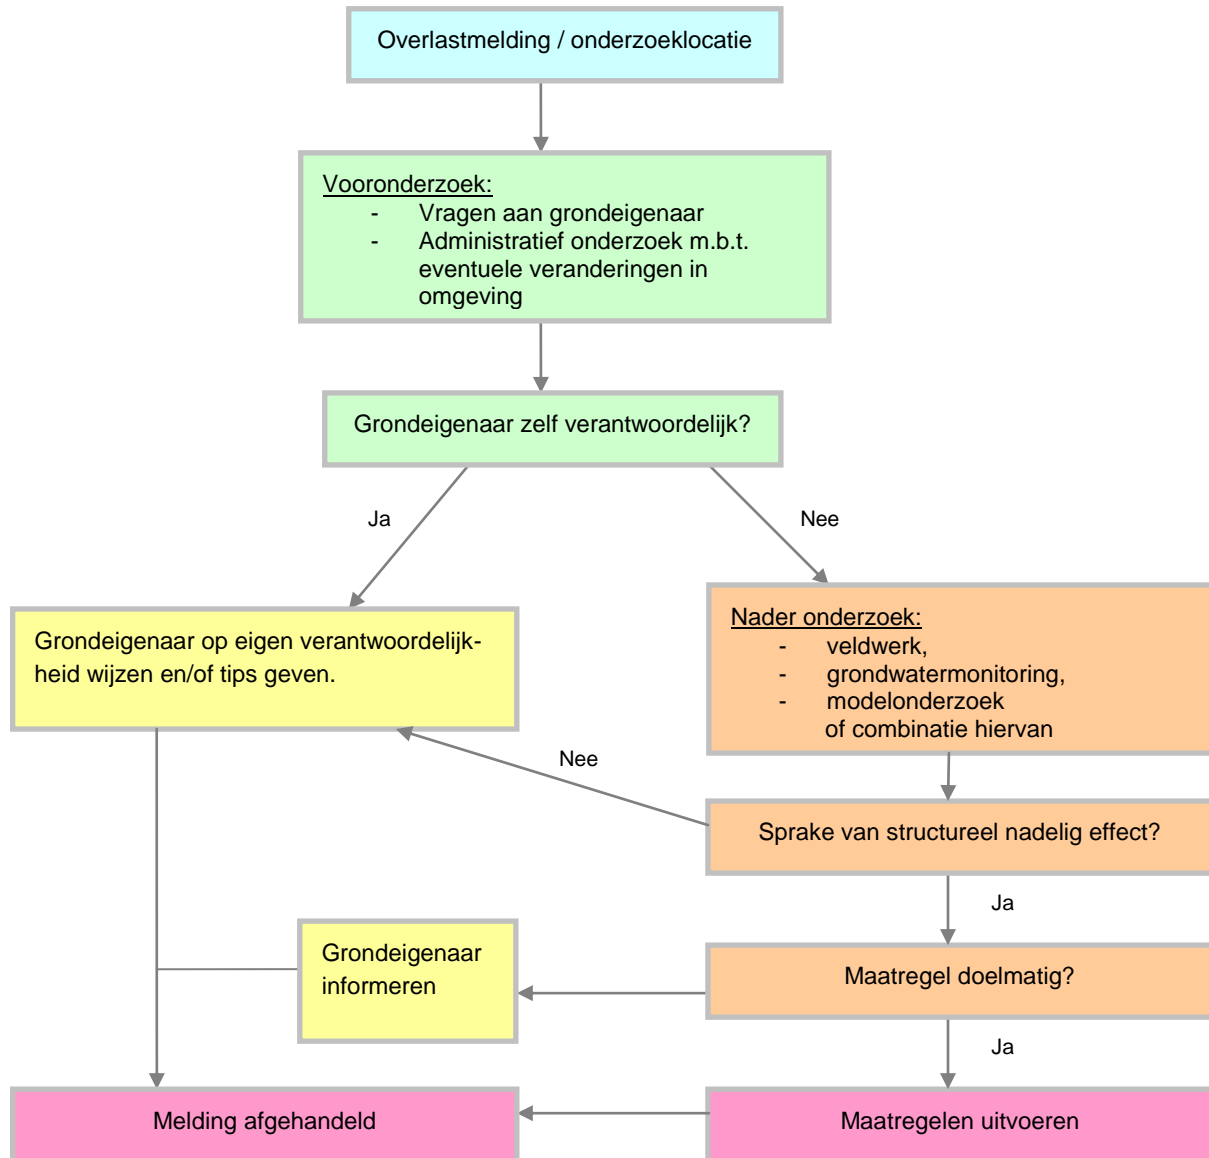 Overlastmelding / onderzoeklocatie
Vooronderzoek:
- Vragen aan grondeigenaar
- Administratief onderzoek m.b.t.
eventuele veranderingen in
omgeving
Grondeigenaar zelf verantwoordelijk?
Ja
Nee
Grondeigenaar op eigen verantwoordelijk-
heid wijzen en/of tips geven.
Nader onderzoek:
- veldwerk,
- grondwatermonitoring,
- modelonderzoek
of combinatie hiervan
Nee
Sprake van structureel nadelig effect?
Ja
Grondeigenaar
informeren
Maatregel doelmatig?
Ja
Melding afgehandeld
Maatregelen uitvoeren